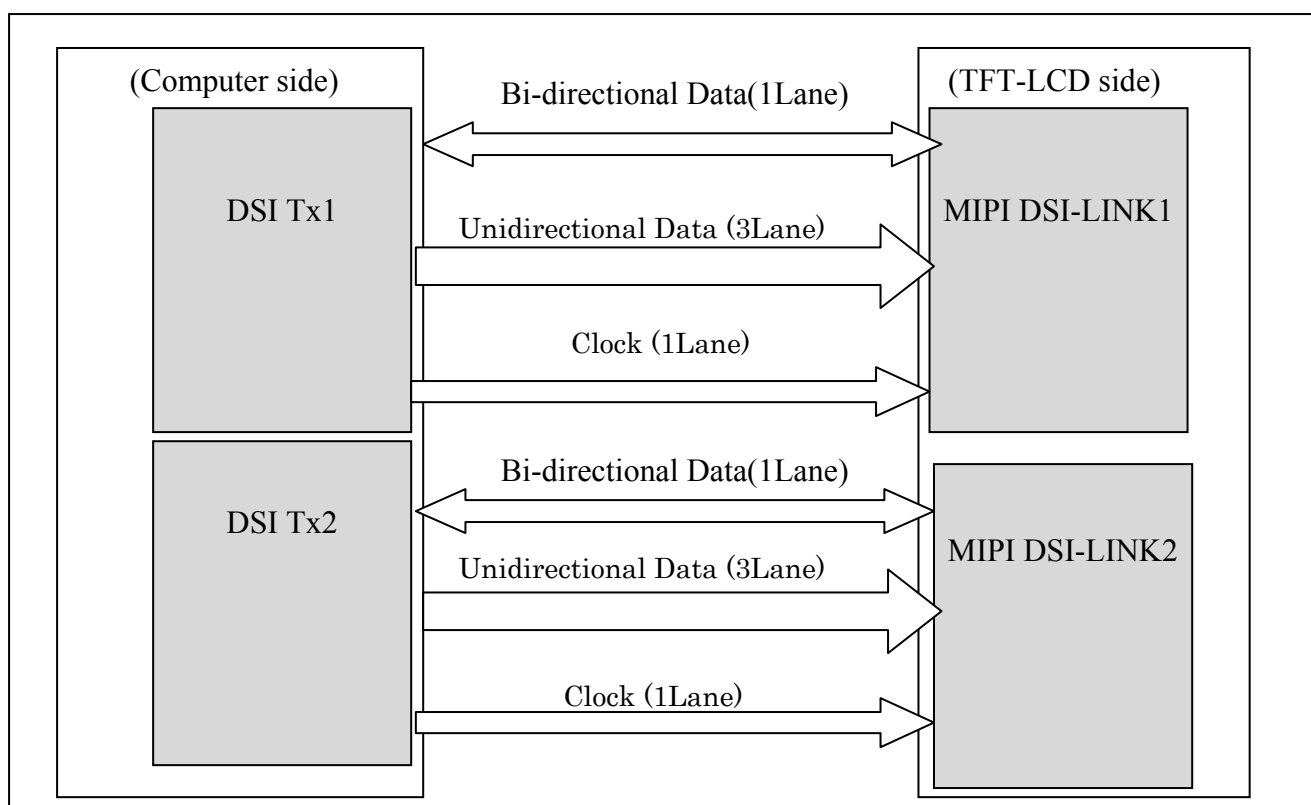 (Computer side)
(TFT-LCD side)
Bi-directional Data(1Lane)
DSI Tx1
MIPI DSI-LINK1
Unidirectional Data (3Lane)
Clock (1Lane)
Bi-directional Data(1Lane)
DSI Tx2
MIPI DSI-LINK2
Unidirectional Data (3Lane)
Clock (1Lane)